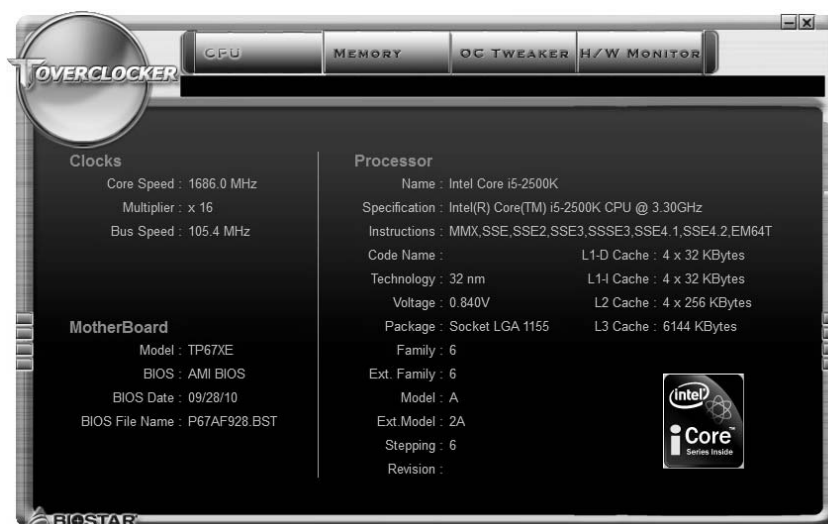 TOVERCLOCKER
CPU
MEMORY
OC TWEAKER
H/W MONITOR
Clocks
Core Speed : 1686.0 MHz
Multiplier : x 16
Bus Speed : 105.4 MHz
MotherBoard
Model : TP67XE
BIOS : AMI BIOS
BIOS Date : 09/28/10
BIOS File Name : P67AF928.BST
Processor
Name : Intel Core i5-2500K
Specification : Intel(R) Core(TM) i5-2500K CPU @ 3.30GHz
Instructions : MMX,SSE,SSE2,SSE3,SSSE3,SSE4.1,SSE4.2,EM64T
Code Name : L1-D Cache : 4 x 32 KBytes
Technology : 32 nm L1-I Cache : 4 x 32 KBytes
Voltage : 0.840V L2 Cache : 4 x 256 KBytes
Package : Socket LGA 1155 L3 Cache : 6144 KBytes
Family : 6
Ext. Family : 6
Model : A
Ext.Model : 2A
Stepping : 6
Revision :
intel
Core™
Series Inside
BIOSTAR